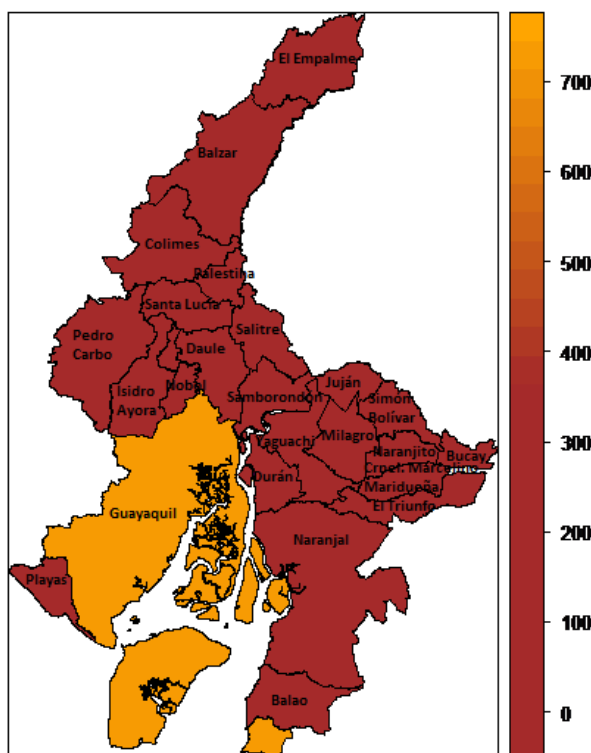 El Empalme
Balzar
Colimes
Palestina
Santa Lucía
Salitre
Pedro
Carbo
Daule
Isidro
Ayora
Nobol
Samborondón
Juján
Simón
Bolívar
Yaguachi
Milagro
Naranjito
Bucay
Cnoel. Marcelino
Maridueña
Durán
El Triunfo
Guayaquil
Naranjal
Playas
Balao
700
600
500
400
300
200
100
0